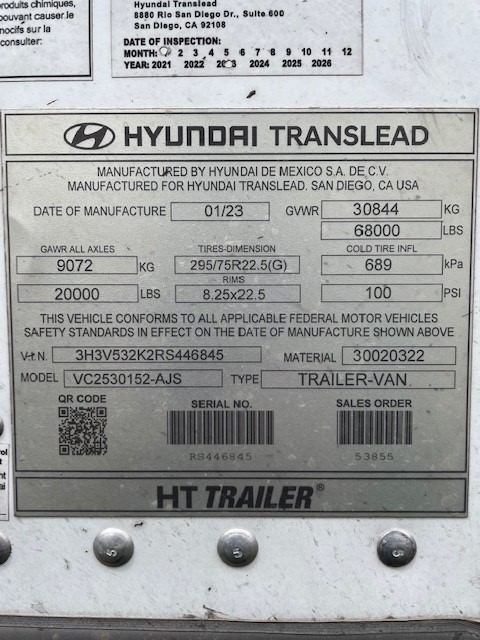 produits chimiques,
pouvant causer le
nocifs sur la
consulter:
Hyundai Translead
8880 Rio San Diego Dr., Suite 600
San Diego, CA 92108
DATE OF INSPECTION:
MONTH: 2 3 4 5 6 7 8 9 10 11 12
YEAR: 2021 2022 2024 2025 2026
HYUNDAI TRANSLEAD
MANUFACTURED BY HYUNDAI DE MEXICO S.A. DE C.V.
MANUFACTURED FOR HYUNDAI TRANSLEAD. SAN DIEGO, CA USA
DATE OF MANUFACTURE 01/23 GVWR 30844 KG
68000 LBS
GAWR ALL AXLES TIRES-DIMENSION COLD TIRE INFL
9072 KG 295/75R22.5(G) 689 kPa
RIMS
20000 LBS 8.25x22.5 100 PSI
THIS VEHICLE CONFORMS TO ALL APPLICABLE FEDERAL MOTOR VEHICLES
SAFETY STANDARDS IN EFFECT ON THE DATE OF MANUFACTURE SHOWN ABOVE
V.I.N. 3H3V532K2RS446845 MATERIAL 30020322
MODEL VC2530152-AJS TYPE TRAILER-VAN
QR CODE SERIAL NO. SALES ORDER
RS446845 53855
HT TRAILER®
5 5 5